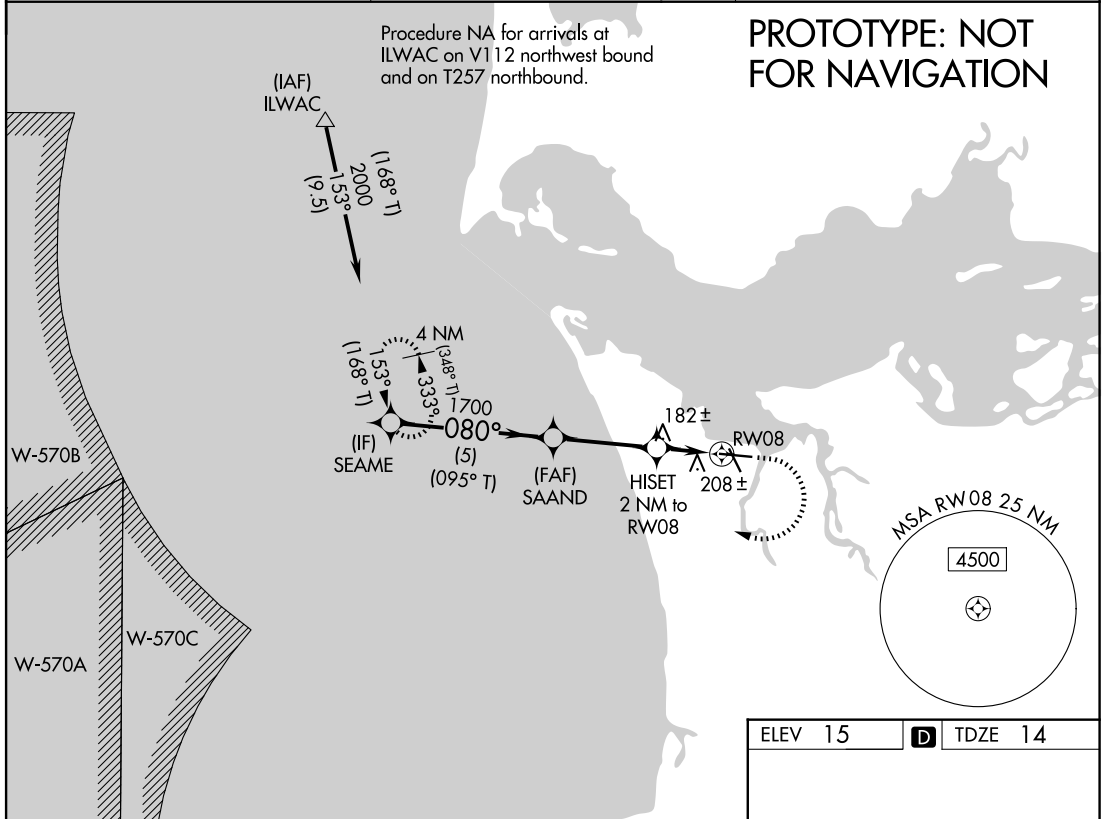 Procedure NA for arrivals at
ILWAC on V112 northwest bound
and on T257 northbound.
PROTOTYPE: NOT
FOR NAVIGATION
(IAF)
ILWAC
(168° T)
2000
153°
(9.5)
4 NM
(348° T)
333°
153°
(168° T)
1700
080°
(5)
(095° T)
(IF)
SEAME
(FAF)
SAAND
182 ±
RW08
HISET
2 NM to
RW08
208 ±
W-570B
W-570C
W-570A
MSA RW08 25 NM
4500
ELEV 15 D TDZE 14